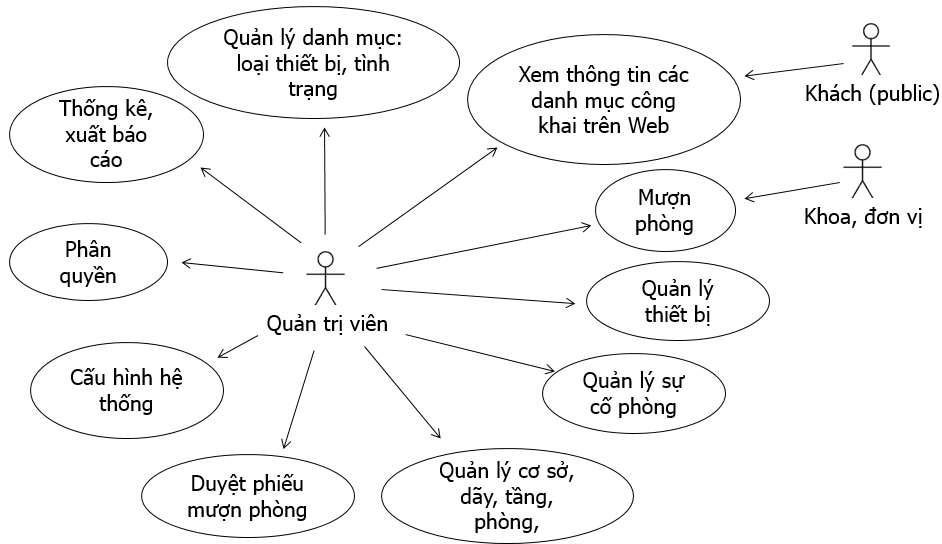 Quản lý danh mục:
loại thiết bị, tình
trạng
Xem thông tin các
danh mục công
khai trên Web
Khách (public)
Thống kê,
xuất báo
cáo
Mượn
phòng
Khoa, đơn vị
Phân
quyền
Quản trị viên
Quản lý
thiết bị
Cấu hình hệ
thống
Quản lý sự
cố phòng
Duyệt phiếu
mượn phòng
Quản lý cơ sở,
dãy, tầng,
phòng,